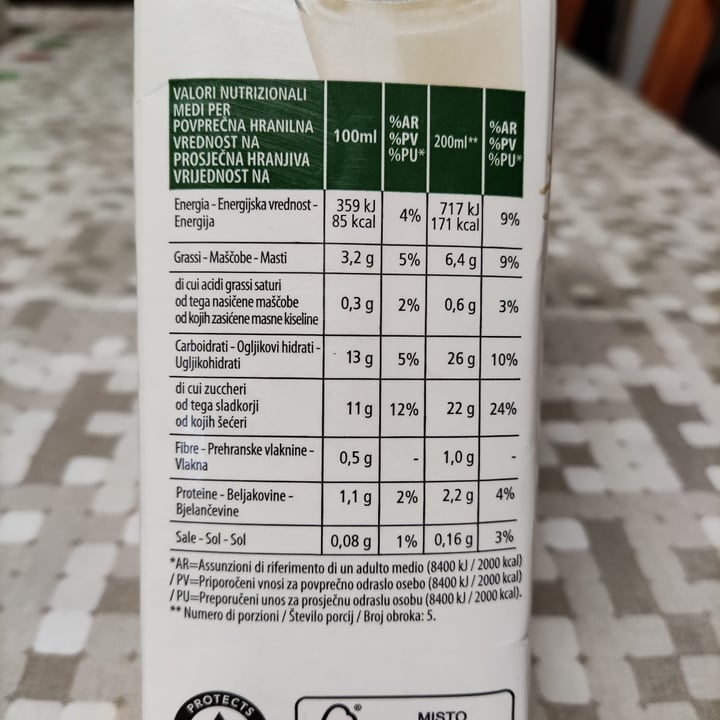 VALORI NUTRIZIONALI
MEDI PER
POVPREČNA HRANILNA
VREDNOST NA
PROSJEČNA HRANJIVA
VRIJEDNOST NA
100ml
%AR
%PV
%PU*
200ml**
%AR
%PV
%PU*
Energia - Energijska vrednost -
Energija
359 kJ
85 kcal
4%
717 kJ
171 kcal
9%
Grassi - Maščobe - Masti
3,2 g
5%
6,4 g
9%
di cui acidi grassi saturi
od tega nasičene maščobe
od kojih zasićene masne kiseline
0,3 g
2%
0,6 g
3%
Carboidrati - Ogljikovi hidrati -
Ugljikohidrati
13 g
5%
26 g
10%
di cui zuccheri
od tega sladkorji
od kojih šećeri
11 g
12%
22 g
24%
Fibre - Prehranske vlaknine -
Vlakna
0,5 g
-
1,0 g
-
Proteine - Beljakovine -
Bjelančevine
1,1 g
2%
2,2 g
4%
Sale - Sol - Sol
0,08 g
1%
0,16 g
3%
*AR=Assunzioni di riferimento di un adulto medio (8400 kJ / 2000 kcal)
/ PV=Priporočeni vnosi za povprečno odraslo osebo (8400 kJ / 2000 kcal)
/ PU=Preporučeni unos za prosječnu odraslu osobu (8400 kJ / 2000 kcal).
** Numero di porzioni / Število porcij / Broj obroka: 5.
PROTECTS
®
MISTO